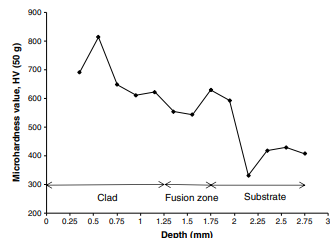 Microhardness value, HV (50 g)
900
800
700
600
500
400
300
200
Clad Fusion zone Substrate
0 0.25 0.5 0.75 1 1.25 1.5 1.75 2 2.25 2.5 2.75 3
Depth (mm)